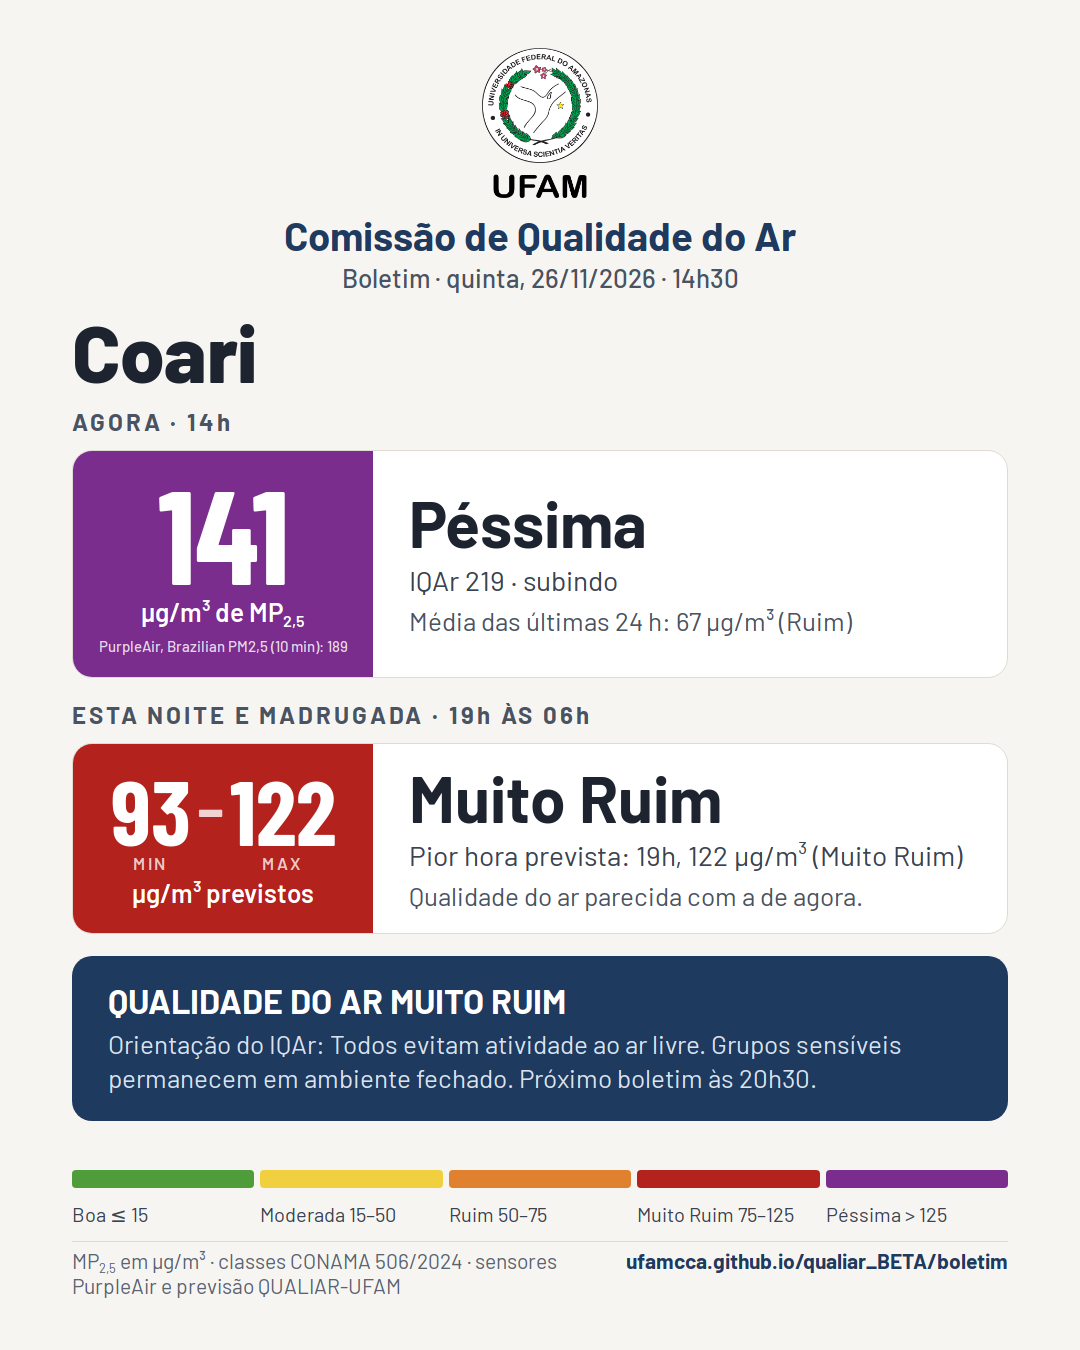 UNIVERSIDADE FEDERAL DO AMAZONAS
IN UNIVERSA SCIENTIA VERITAS
UFAM
Comissão de Qualidade do Ar
Boletim · quinta, 26/11/2026 · 14h30
Coari
AGORA · 14h
141
µg/m³ de MP2,5
PurpleAir, Brazilian PM2,5 (10 min): 189
Péssima
IQAr 219 · subindo
Média das últimas 24 h: 67 µg/m³ (Ruim)
ESTA NOITE E MADRUGADA · 19h ÀS 06h
93 - 122
MIN MAX
µg/m³ previstos
Muito Ruim
Pior hora prevista: 19h, 122 µg/m³ (Muito Ruim)
Qualidade do ar parecida com a de agora.
QUALIDADE DO AR MUITO RUIM
Orientação do IQAr: Todos evitam atividade ao ar livre. Grupos sensíveis
permanecem em ambiente fechado. Próximo boletim às 20h30.
Boa ≤ 15 Moderada 15–50 Ruim 50–75 Muito Ruim 75–125 Péssima > 125
MP2,5 em µg/m³ · classes CONAMA 506/2024 · sensores
PurpleAir e previsão QUALIAR-UFAM
ufamcca.github.io/qualiar_BETA/boletim